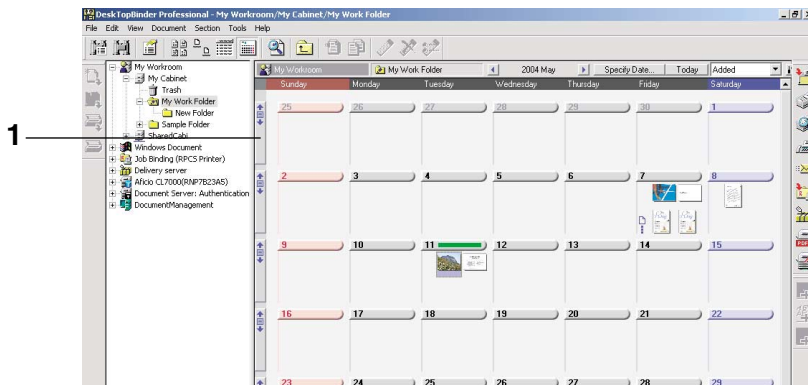 DeskTopBinder Professional - My Workroom/My Cabinet/My Work Folder
File Edit View Document Section Tools Help
My Workroom
My Cabinet
Trash
My Work Folder
New Folder
Sample Folder
SharedCabi
Windows Document
Job Binding (RPCS Printer)
Delivery server
Aficio CL7000(RNP7B23A5)
Document Server: Authentication
DocumentManagement
1
My Workroom My Work Folder 2004 May Specify Date... Today Added
Sunday Monday Tuesday Wednesday Thursday Friday Saturday
25 26 27 28 29 30 1
2 3 4 5 6 7 8
9 10 11 12 13 14 15
16 17 18 19 20 21 22
23 24 25 26 27 28 29
PDF